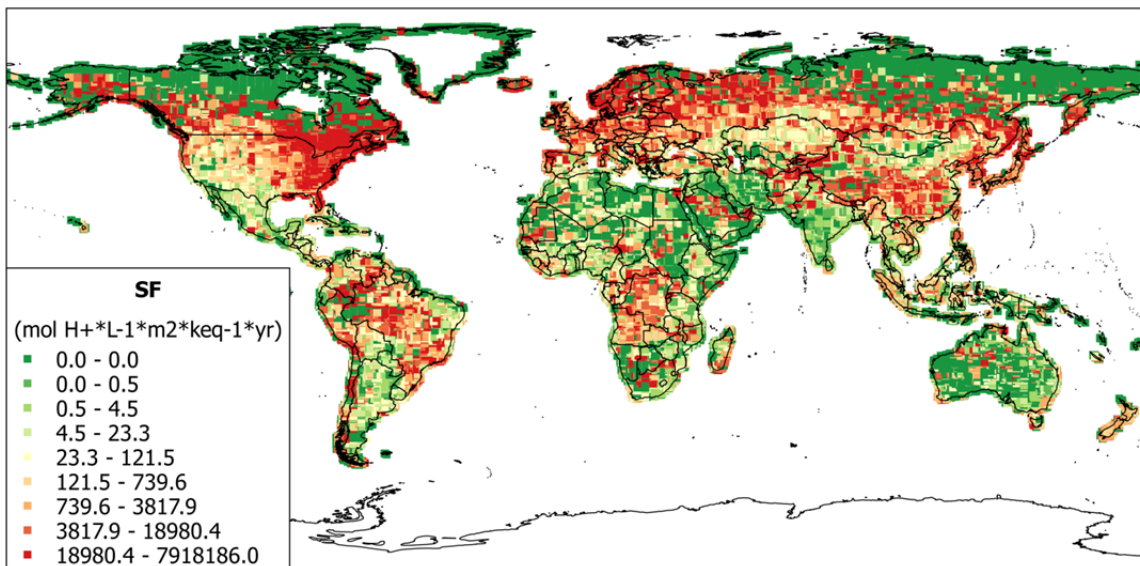 SF
(mol H+*L-1*m2*keq-1*yr)
0.0 - 0.0
0.0 - 0.5
0.5 - 4.5
4.5 - 23.3
23.3 - 121.5
121.5 - 739.6
739.6 - 3817.9
3817.9 - 18980.4
18980.4 - 7918186.0